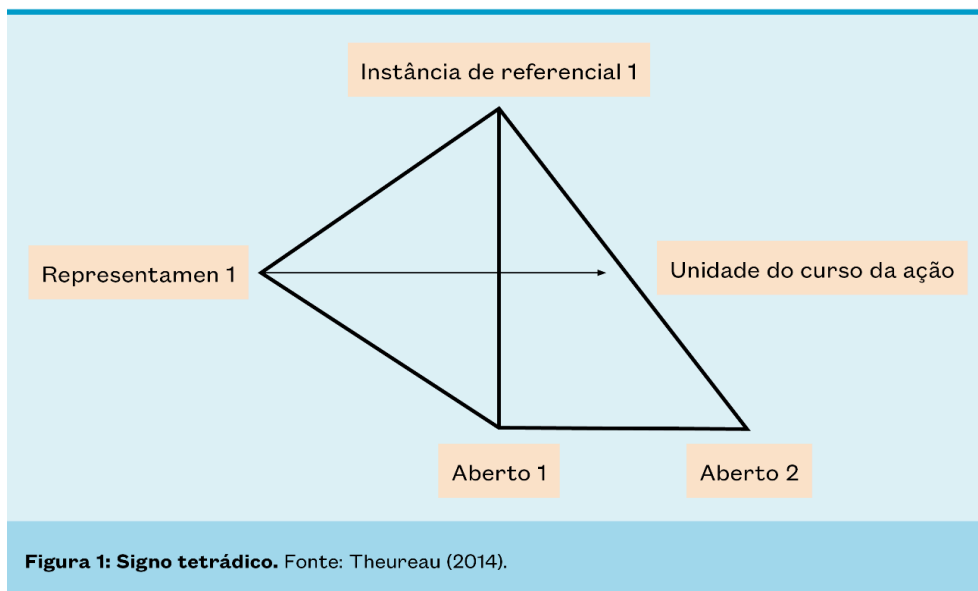 Instância de referencial 1
Representamen 1
Unidade do curso da ação
Aberto 1
Aberto 2
Figura 1: Signo tetrádico. Fonte: Theureau (2014).